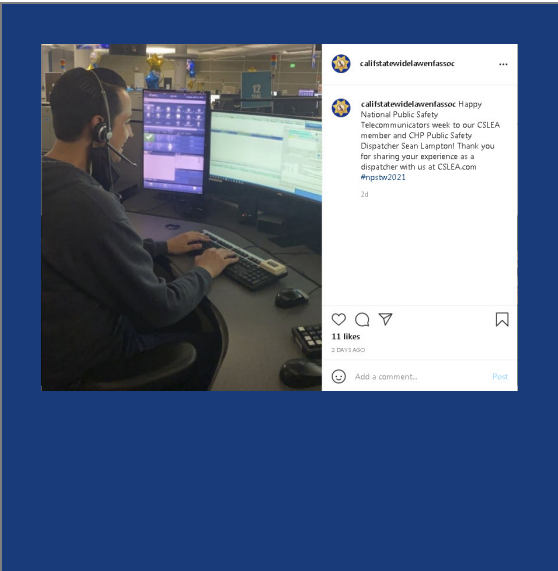 12
califstatewidelawenfassoc
califstatewidelawenfassoc Happy
National Public Safety
Telecommunicators week to our CSLEA
member and CHP Public Safety
Dispatcher Sean Lampton! Thank you
for sharing your experience as a
dispatcher with us at CSLEA.com
#npstw2021
2d
11 likes
2 DAYS AGO
Add a comment...
Post